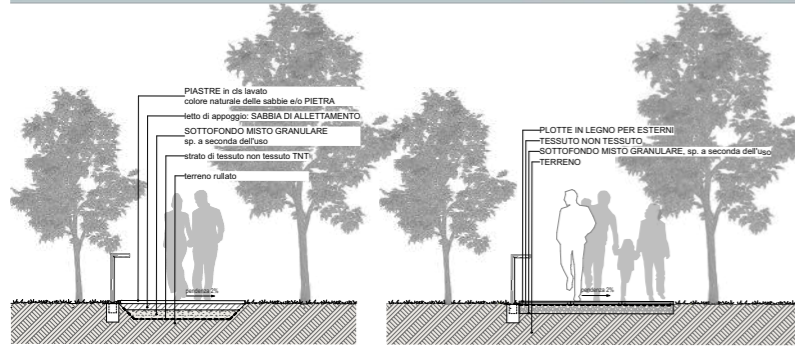 PIASTRE in cls lavato
colore naturale delle sabbie e/o PIETRA
letto di appoggio: SABBIA DI ALLETTAMENTO
SOTTOFONDO MISTO GRANULARE
sp. a seconda dell'uso
strato di tessuto non tessuto TNT
terreno rullato
pendenza 2%
PLOTTE IN LEGNO PER ESTERNI
TESSUTO NON TESSUTO
SOTTOFONDO MISTO GRANULARE, sp. a seconda dell'uso
TERRENO
pendenza 2%